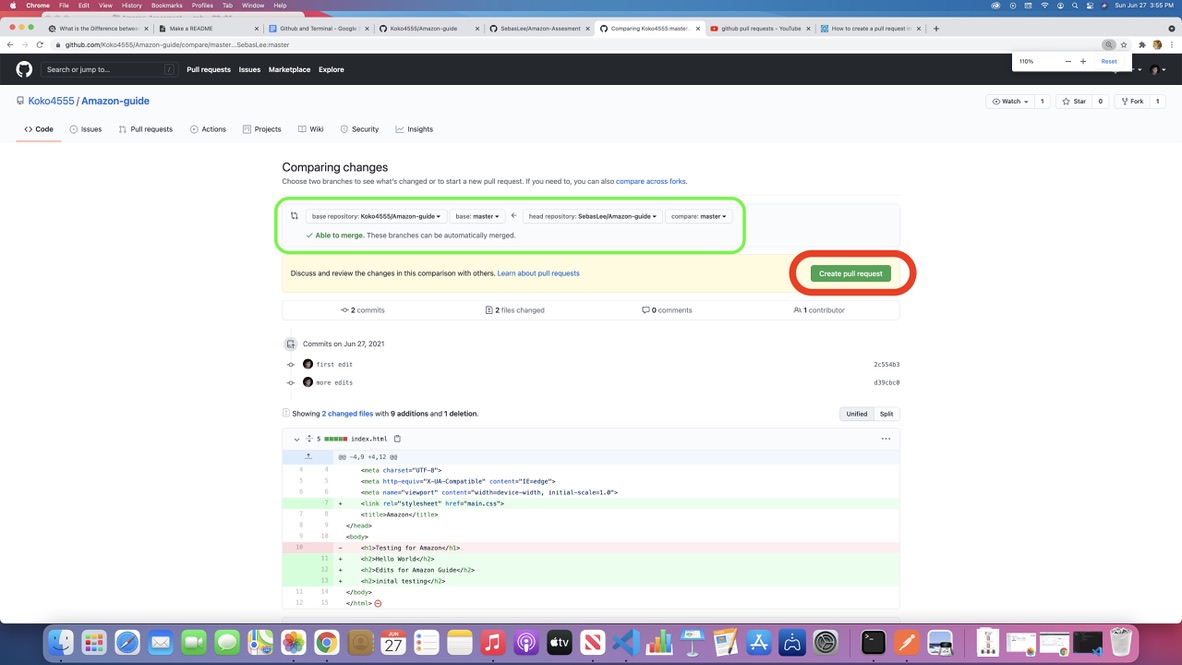 Chrome File Edit View History Bookmarks Profiles Tab Window Help Sun Jun 27 3:55 PM
What is the Difference betwe Make a README Github and Terminal - Google Koko4555/Amazon-guide SebasLee/Amazon-Assesment Comparing Koko4555:master... github pull requests - YouTube How to create a pull request
github.com/Koko4555/Amazon-guide/compare/master...SebasLee:master
110% − + Reset
Search or jump to... / Pull requests Issues Marketplace Explore
Koko4555 / Amazon-guide Watch 1 Star 0 Fork 1
Code Issues Pull requests Actions Projects Wiki Security Insights
Comparing changes
Choose two branches to see what's changed or to start a new pull request. If you need to, you can also compare across forks.
base repository: Koko4555/Amazon-guide base: master head repository: SebasLee/Amazon-guide compare: master
Able to merge. These branches can be automatically merged.
Discuss and review the changes in this comparison with others. Learn about pull requests Create pull request
2 commits 2 files changed 0 comments 1 contributor
Commits on Jun 27, 2021
first edit 2c554b3
more edits d39cbc0
Showing 2 changed files with 9 additions and 1 deletion. Unified Split
5 index.html ...
@@ -4,9 +4,12 @@
4 4 <meta charset="UTF-8">
5 5 <meta http-equiv="X-UA-Compatible" content="IE=edge">
6 6 <meta name="viewport" content="width=device-width, initial-scale=1.0">
7 + <link rel="stylesheet" href="main.css">
7 8 <title>Amazon</title>
8 9 </head>
9 10 <body>
10 - <h1>Testing for Amazon</h1>
11 + <h2>Hello World</h2>
12 + <h2>Edits for Amazon Guide</h2>
13 + <h2>inital testing</h2>
11 14 </body>
12 15 </html>
JUN
27
tv